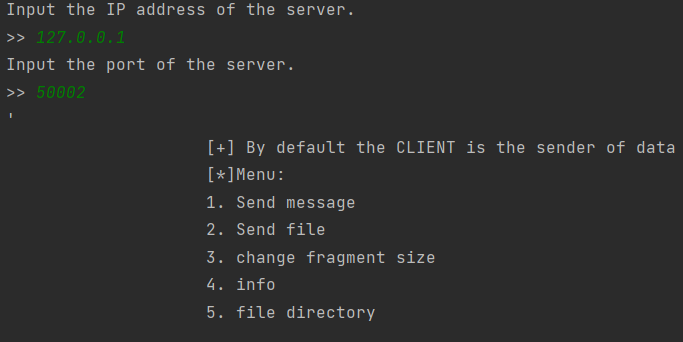 Input the IP address of the server.
>> 127.0.0.1
Input the port of the server.
>> 50002
'
[+] By default the CLIENT is the sender of data
[*]Menu:
1. Send message
2. Send file
3. change fragment size
4. info
5. file directory